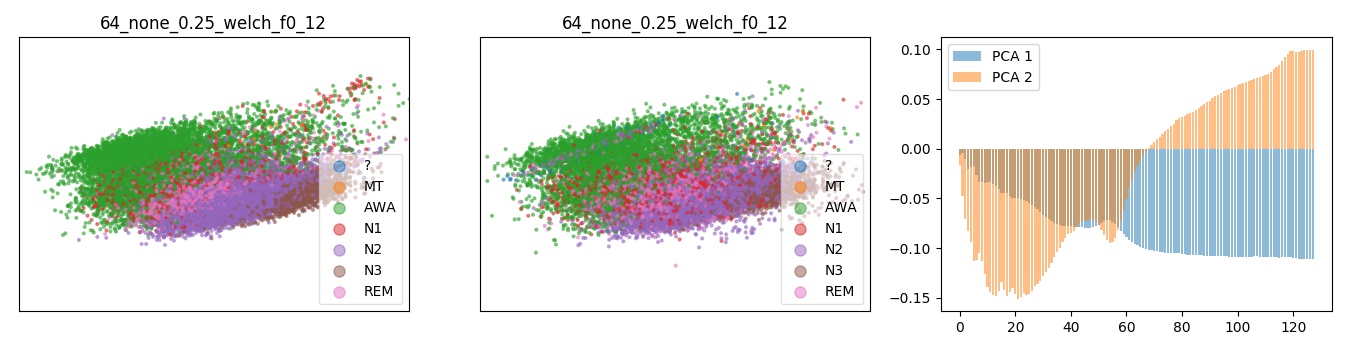 64_none_0.25_welch_f0_12
?
MT
AWA
N1
N2
N3
REM
64_none_0.25_welch_f0_12
?
MT
AWA
N1
N2
N3
REM
PCA 1
PCA 2
0.10
0.05
0.00
−0.05
−0.10
−0.15
0 20 40 60 80 100 120